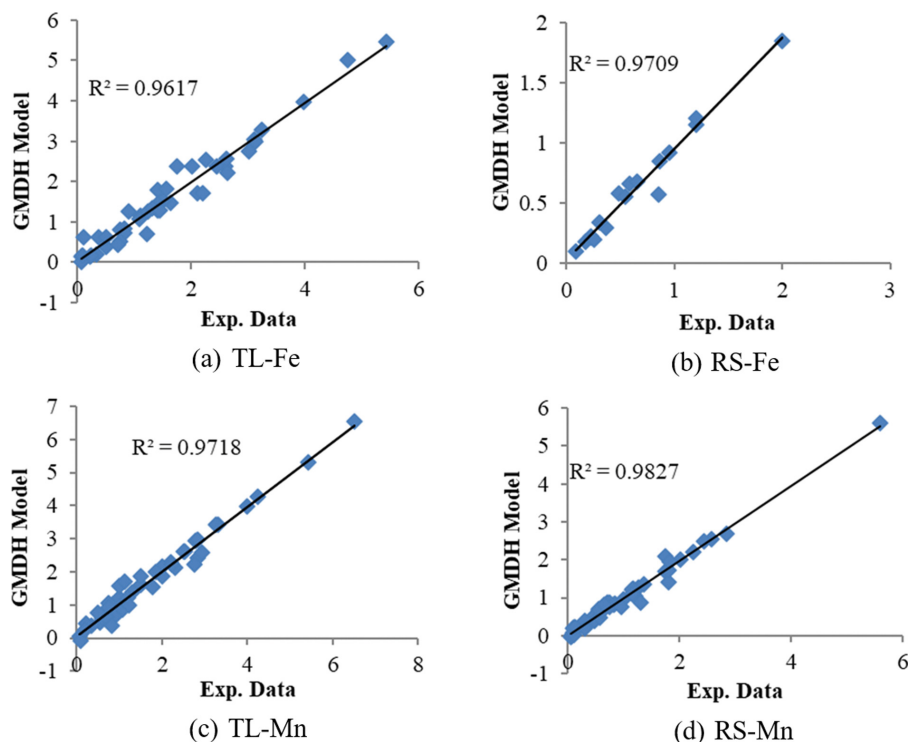 GMDH Model
6
5
4
3
2
1
0
-1
R² = 0.9617
0
2
4
6
Exp. Data
(a) TL-Fe
GMDH Model
2
1.5
1
0.5
0
R² = 0.9709
0
1
2
3
Exp. Data
(b) RS-Fe
GMDH Model
7
6
5
4
3
2
1
0
-1
R² = 0.9718
0
2
4
6
8
Exp. Data
(c) TL-Mn
GMDH Model
6
5
4
3
2
1
0
-1
R² = 0.9827
0
2
4
6
Exp. Data
(d) RS-Mn